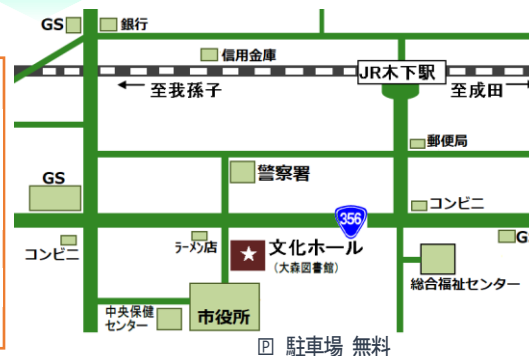 GS 銀行
信用金庫
JR木下駅
至我孫子 至成田
郵便局
警察署
GS
コンビニ
356
コンビニ
ラーメン店
文化ホール
(大森図書館)
G
総合福祉センター
中央保健
センター
市役所
🄿 駐車場 無料